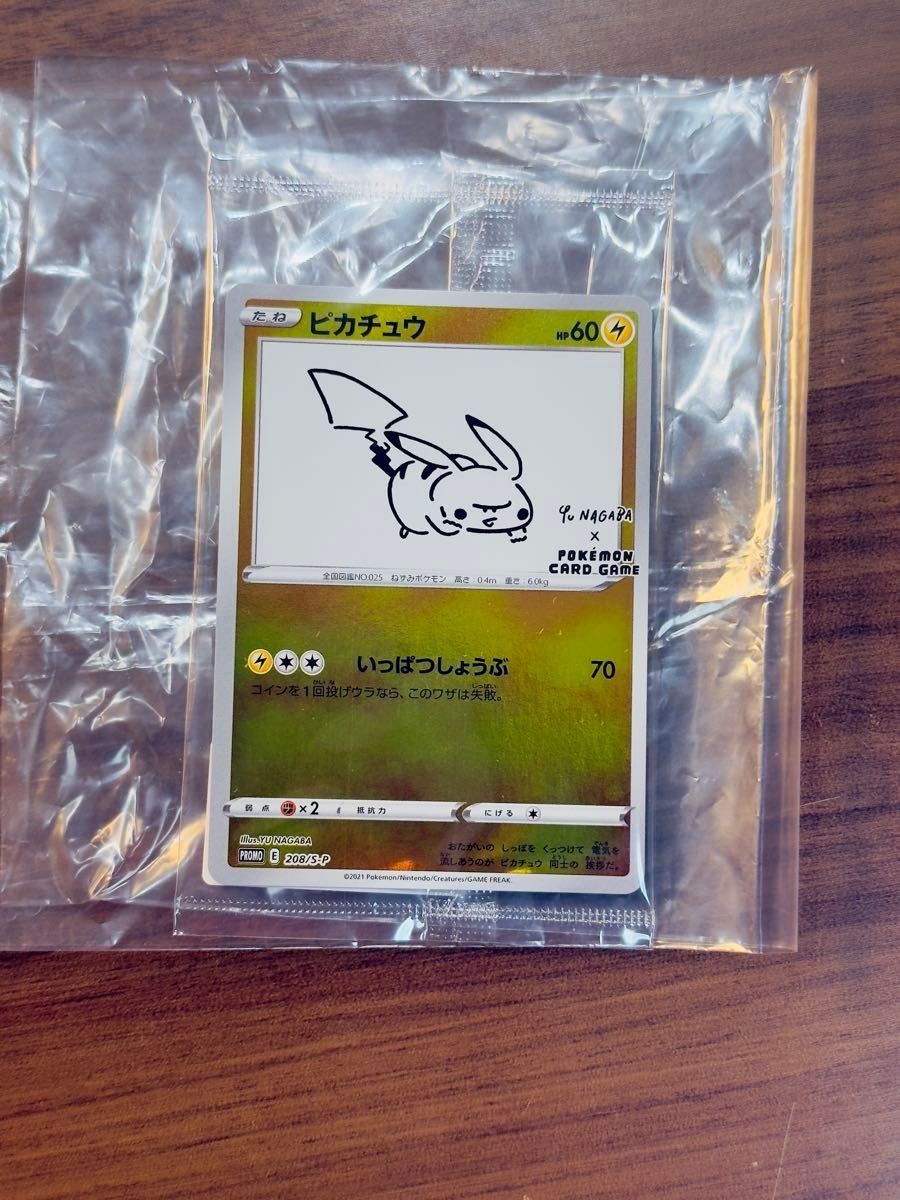 たね ピカチュウ HP60
YU NAGABA
X
POKÉMON
CARD GAME
全国図鑑NO.025 ねずみポケモン 高さ:0.4m 重さ:6.0kg
いっぱつしょうぶ 70
コインを1回投げウラなら、このワザは失敗。
弱点 ×2 抵抗力 にげる
Illus.YU NAGABA
PROMO E 208/S-P
おたがいの しっぽを くっつけて 電気を
流しあうのが ピカチュウ 同士の 挨拶だ。
©2021 Pokémon/Nintendo/Creatures/GAME FREAK.